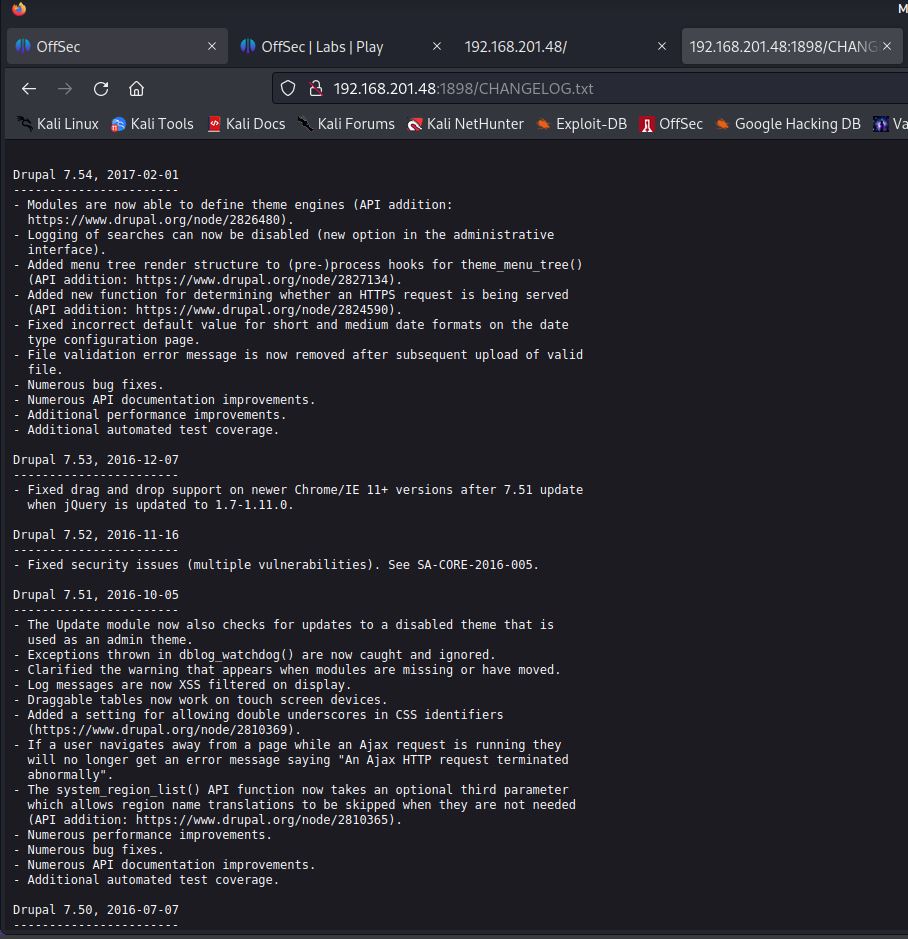 M
OffSec
OffSec | Labs | Play
192.168.201.48/
192.168.201.48:1898/CHANG
192.168.201.48:1898/CHANGELOG.txt
Kali Linux
Kali Tools
Kali Docs
Kali Forums
Kali NetHunter
Exploit-DB
OffSec
Google Hacking DB
Va
Drupal 7.54, 2017-02-01
-----------------------
- Modules are now able to define theme engines (API addition:
https://www.drupal.org/node/2826480).
- Logging of searches can now be disabled (new option in the administrative
interface).
- Added menu tree render structure to (pre-)process hooks for theme_menu_tree()
(API addition: https://www.drupal.org/node/2827134).
- Added new function for determining whether an HTTPS request is being served
(API addition: https://www.drupal.org/node/2824590).
- Fixed incorrect default value for short and medium date formats on the date
type configuration page.
- File validation error message is now removed after subsequent upload of valid
file.
- Numerous bug fixes.
- Numerous API documentation improvements.
- Additional performance improvements.
- Additional automated test coverage.
Drupal 7.53, 2016-12-07
-----------------------
- Fixed drag and drop support on newer Chrome/IE 11+ versions after 7.51 update
when jQuery is updated to 1.7-1.11.0.
Drupal 7.52, 2016-11-16
-----------------------
- Fixed security issues (multiple vulnerabilities). See SA-CORE-2016-005.
Drupal 7.51, 2016-10-05
-----------------------
- The Update module now also checks for updates to a disabled theme that is
used as an admin theme.
- Exceptions thrown in dblog_watchdog() are now caught and ignored.
- Clarified the warning that appears when modules are missing or have moved.
- Log messages are now XSS filtered on display.
- Draggable tables now work on touch screen devices.
- Added a setting for allowing double underscores in CSS identifiers
(https://www.drupal.org/node/2810369).
- If a user navigates away from a page while an Ajax request is running they
will no longer get an error message saying "An Ajax HTTP request terminated
abnormally".
- The system_region_list() API function now takes an optional third parameter
which allows region name translations to be skipped when they are not needed
(API addition: https://www.drupal.org/node/2810365).
- Numerous performance improvements.
- Numerous bug fixes.
- Numerous API documentation improvements.
- Additional automated test coverage.
Drupal 7.50, 2016-07-07
-----------------------